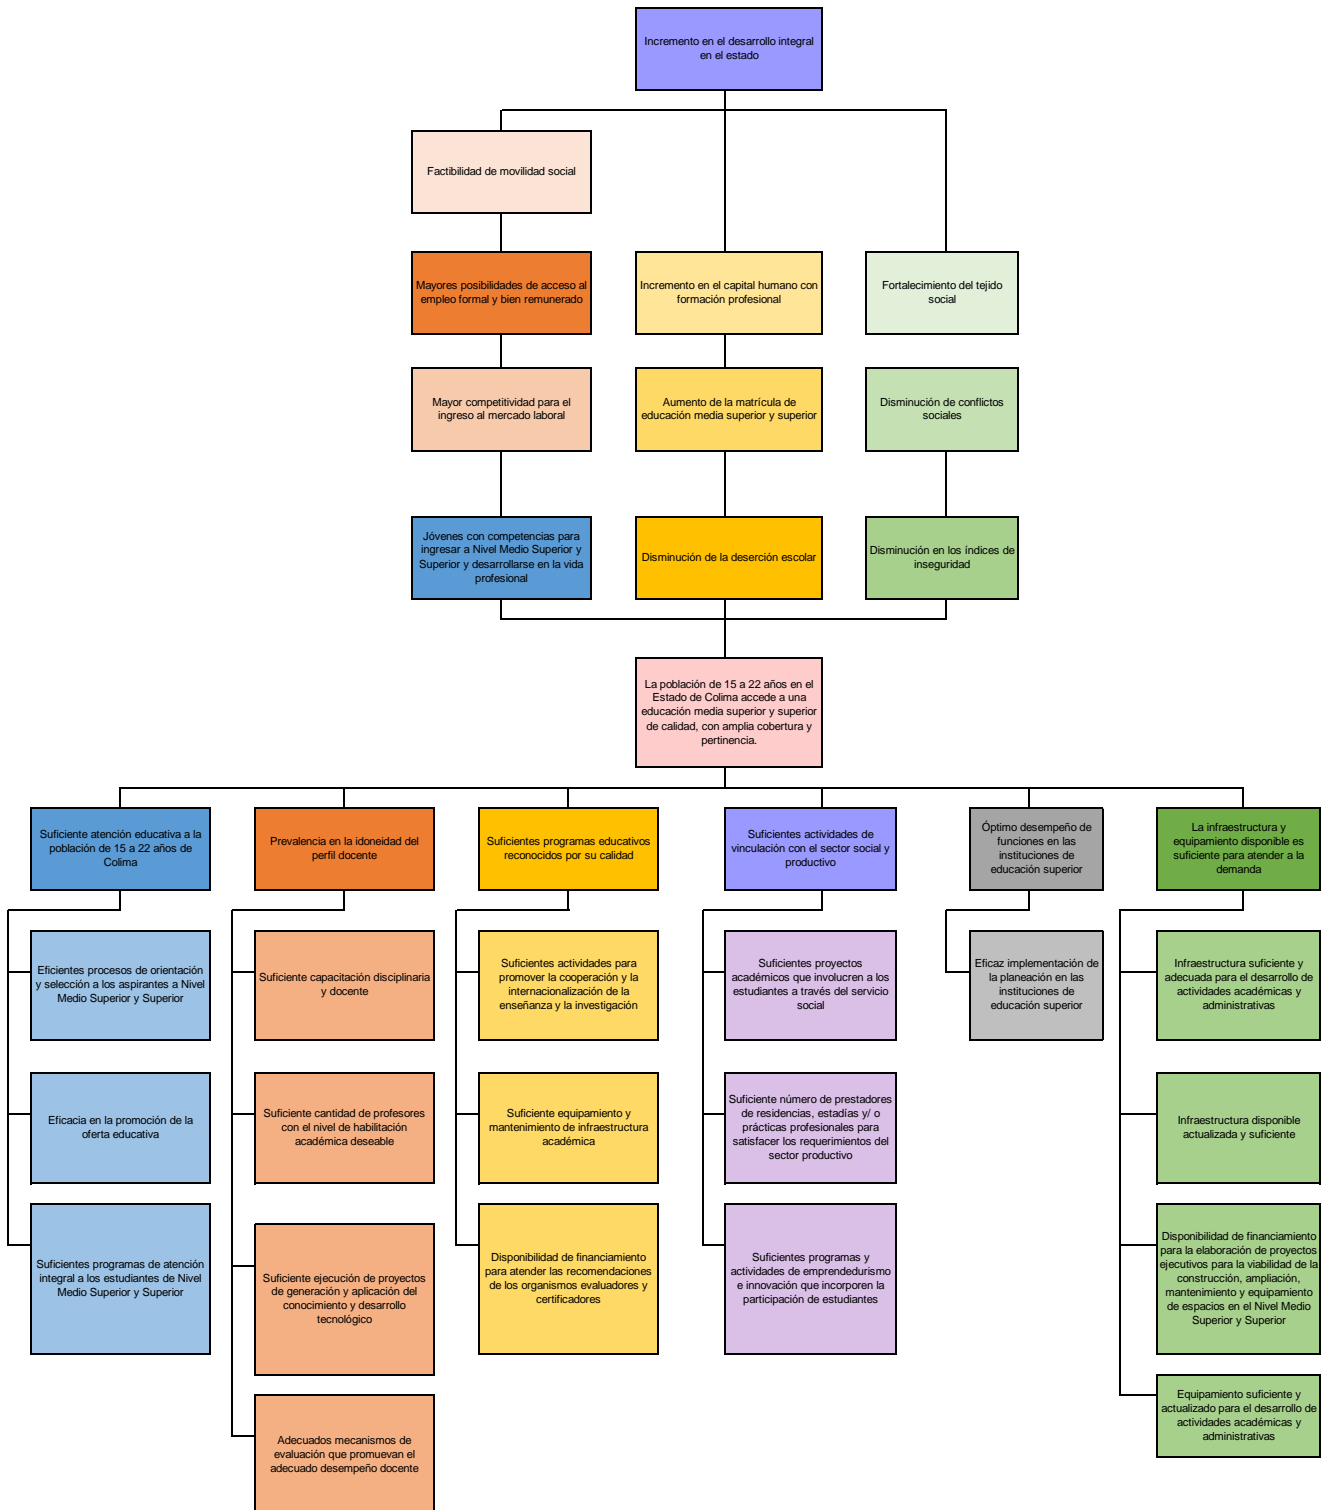 Incremento en el desarrollo integral
en el estado
Factibilidad de movilidad social
Mayores posibilidades de acceso al
empleo formal y bien remunerado
Incremento en el capital humano con
formación profesional
Fortalecimiento del tejido
social
Mayor competitividad para el
ingreso al mercado laboral
Aumento de la matrícula de
educación media superior y superior
Disminución de conflictos
sociales
Jóvenes con competencias para
ingresar a Nivel Medio Superior y
Superior y desarrollarse en la vida
profesional
Disminución de la deserción escolar
Disminución en los índices de
inseguridad
La población de 15 a 22 años en el
Estado de Colima accede a una
educación media superior y superior
de calidad, con amplia cobertura y
pertinencia.
Suficiente atención educativa a la
población de 15 a 22 años de
Colima
Prevalencia en la idoneidad del
perfil docente
Suficientes programas educativos
reconocidos por su calidad
Suficientes actividades de
vinculación con el sector social y
productivo
Óptimo desempeño de
funciones en las
instituciones de
educación superior
La infraestructura y
equipamiento disponible es
suficiente para atender a la
demanda
Eficientes procesos de orientación
y selección a los aspirantes a Nivel
Medio Superior y Superior
Suficiente capacitación disciplinaria
y docente
Suficientes actividades para
promover la cooperación y la
internacionalización de la
enseñanza y la investigación
Suficientes proyectos
académicos que involucren a los
estudiantes a través del servicio
social
Eficaz implementación de
la planeación en las
instituciones de
educación superior
Infraestructura suficiente y
adecuada para el desarrollo de
actividades académicas y
administrativas
Eficacia en la promoción de la
oferta educativa
Suficiente cantidad de profesores
con el nivel de habilitación
académica deseable
Suficiente equipamiento y
mantenimiento de infraestructura
académica
Suficiente número de prestadores
de residencias, estadías y/ o
prácticas profesionales para
satisfacer los requerimientos del
sector productivo
Infraestructura disponible
actualizada y suficiente
Suficientes programas de atención
integral a los estudiantes de Nivel
Medio Superior y Superior
Suficiente ejecución de proyectos
de generación y aplicación del
conocimiento y desarrollo
tecnológico
Disponibilidad de financiamiento
para atender las recomendaciones
de los organismos evaluadores y
certificadores
Suficientes programas y
actividades de emprendedurismo
e innovación que incorporen la
participación de estudiantes
Disponibilidad de financiamiento
para la elaboración de proyectos
ejecutivos para la viabilidad de la
construcción, ampliación,
mantenimiento y equipamiento
de espacios en el Nivel Medio
Superior y Superior
Adecuados mecanismos de
evaluación que promuevan el
adecuado desempeño docente
Equipamiento suficiente y
actualizado para el desarrollo de
actividades académicas y
administrativas